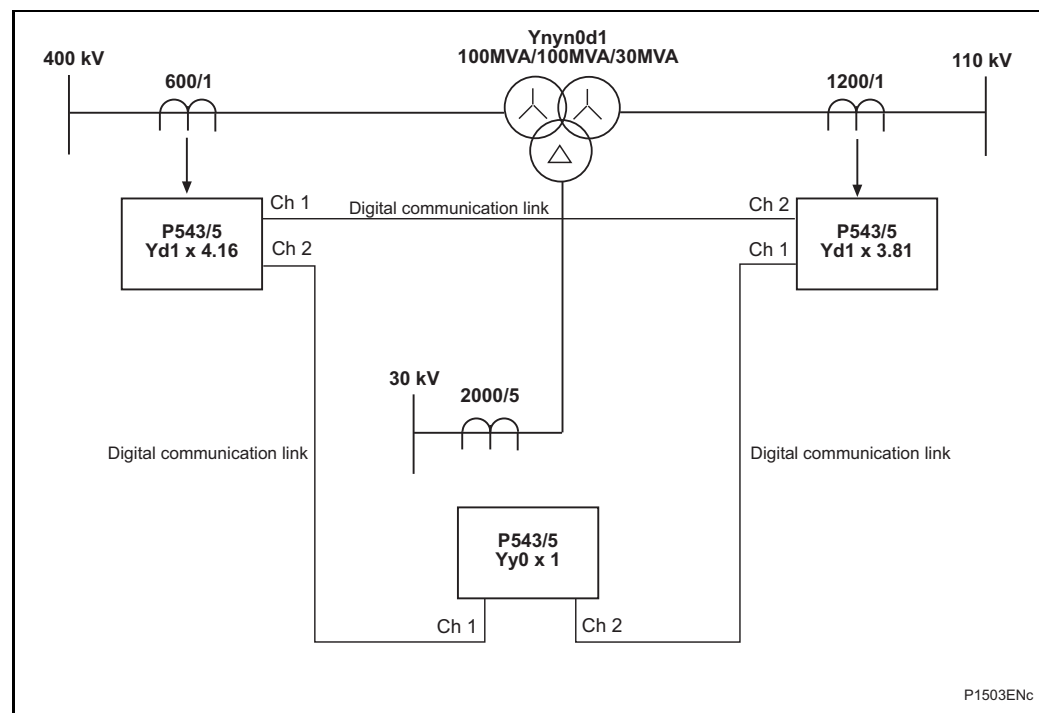 Ynyn0d1
100MVA/100MVA/30MVA
400 kV
600/1
1200/1
110 kV
Ch 1
Digital communication link
Ch 2
P543/5
Yd1 x 4.16
Ch 2
P543/5
Yd1 x 3.81
Ch 1
30 kV
2000/5
Digital communication link
Digital communication link
P543/5
Yy0 x 1
Ch 1
Ch 2
P1503ENc